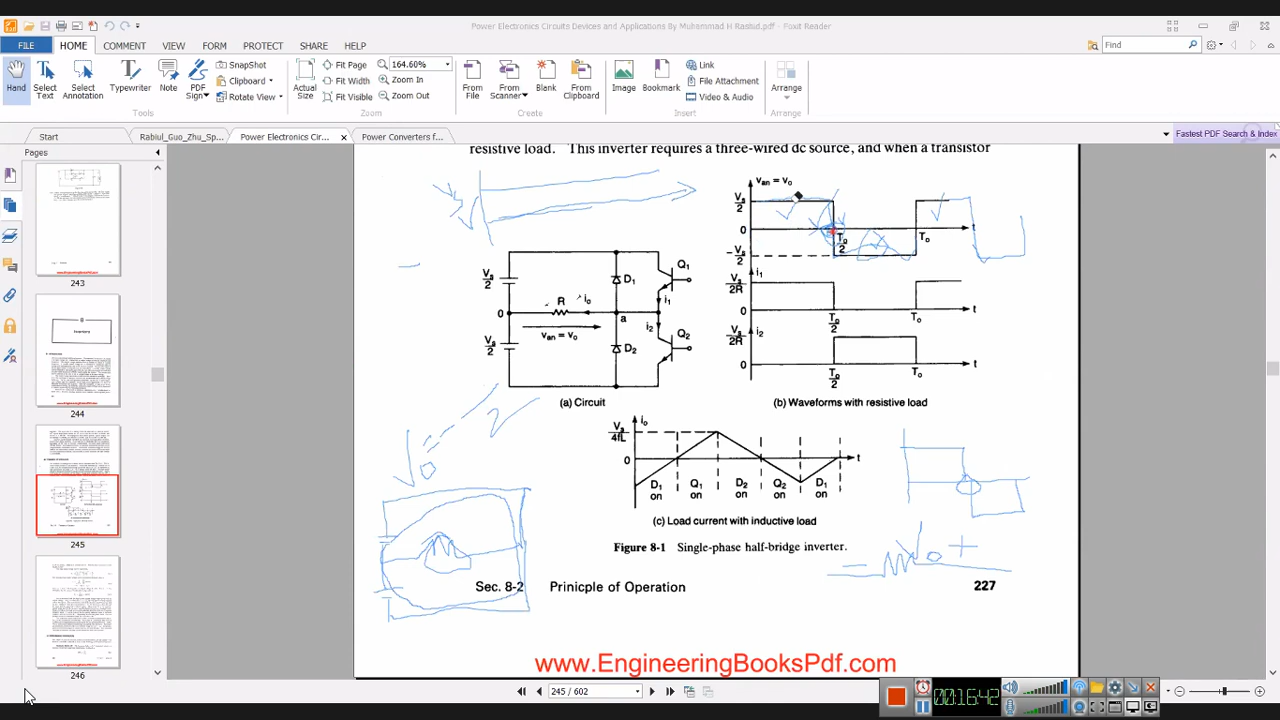 Power Electronics Circuits Devices and Applications By Muhammad H Rashid.pdf - Foxit Reader
FILE HOME COMMENT VIEW FORM PROTECT SHARE HELP
Find
Hand
Select Text
Select Annotation
SnapShot
Clipboard
Rotate View
Tools
Typewriter
Note
PDF Sign
Actual Size
Fit Page
Fit Width
Fit Visible
164.60%
Zoom In
Zoom Out
Zoom
From File
From Scanner
Blank
From Clipboard
Create
Image
Bookmark
Link
File Attachment
Video & Audio
Insert
Arrange
Arrange
Start
Rabiul_Guo_Zhu_Sp...
Power Electronics Cir...
Power Converters f...
Fastest PDF Search & Index
Pages
243
244
245
246
resistive load. This inverter requires a three-wired dc source, and when a transistor
Vs/2
0
Vs/2
R
io
van = vo
D1
a
D2
Q1
i1
i2
Q2
(a) Circuit
van = vo
Vs/2
0
-Vs/2
To/2
To
t
i1
Vs/2R
0
To/2
To
t
i2
Vs/2R
0
To/2
To
t
(b) Waveforms with resistive load
io
Vs/4fL
0
t
D1 on
Q1 on
D2 on
Q2 on
D1 on
(c) Load current with inductive load
Figure 8-1 Single-phase half-bridge inverter.
Sec. 8-2 Prinicple of Operation 227
www.EngineeringBooksPdf.com
245 / 602
00:16:42